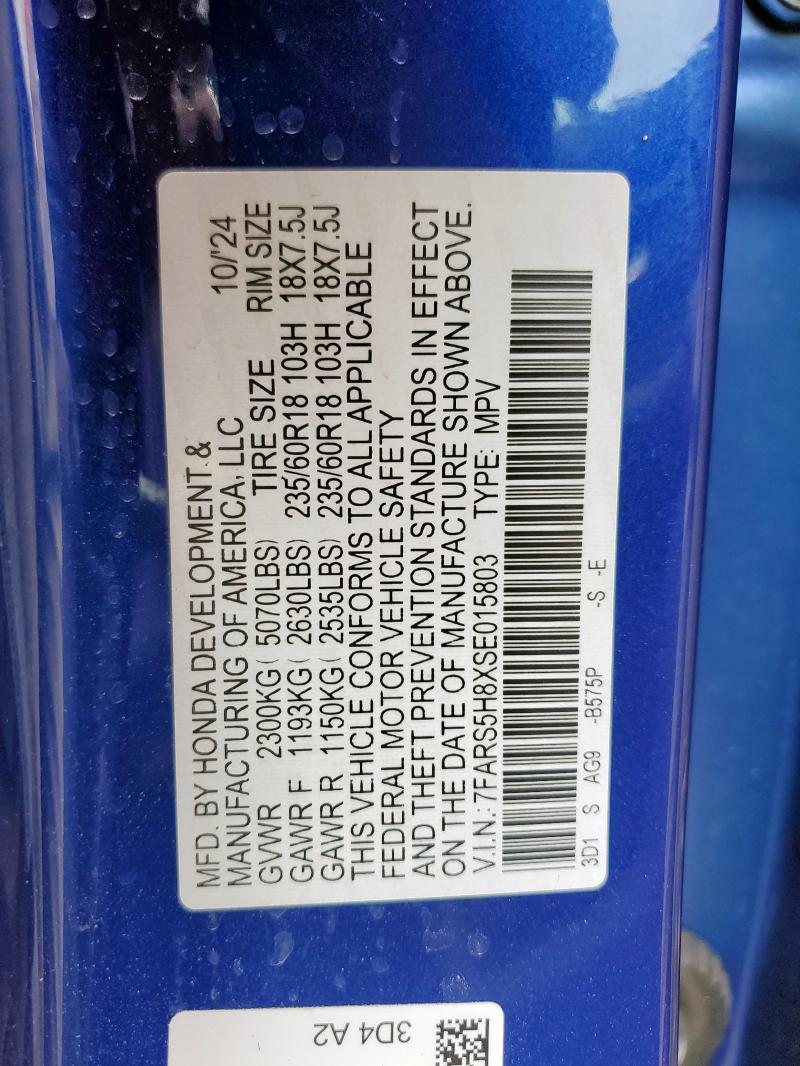 MFD. BY HONDA DEVELOPMENT &
MANUFACTURING OF AMERICA, LLC 10/'24
GVWR 2300KG( 5070LBS) TIRE SIZE RIM SIZE
GAWR F 1193KG( 2630LBS) 235/60R18 103H 18X7.5J
GAWR R 1150KG( 2535LBS) 235/60R18 103H 18X7.5J
THIS VEHICLE CONFORMS TO ALL APPLICABLE
FEDERAL MOTOR VEHICLE SAFETY
AND THEFT PREVENTION STANDARDS IN EFFECT
ON THE DATE OF MANUFACTURE SHOWN ABOVE.
V.I.N.: 7FARS5H8XSE015803 TYPE: MPV
3D1 S AG9 -B575P -S -E
3D4 A2